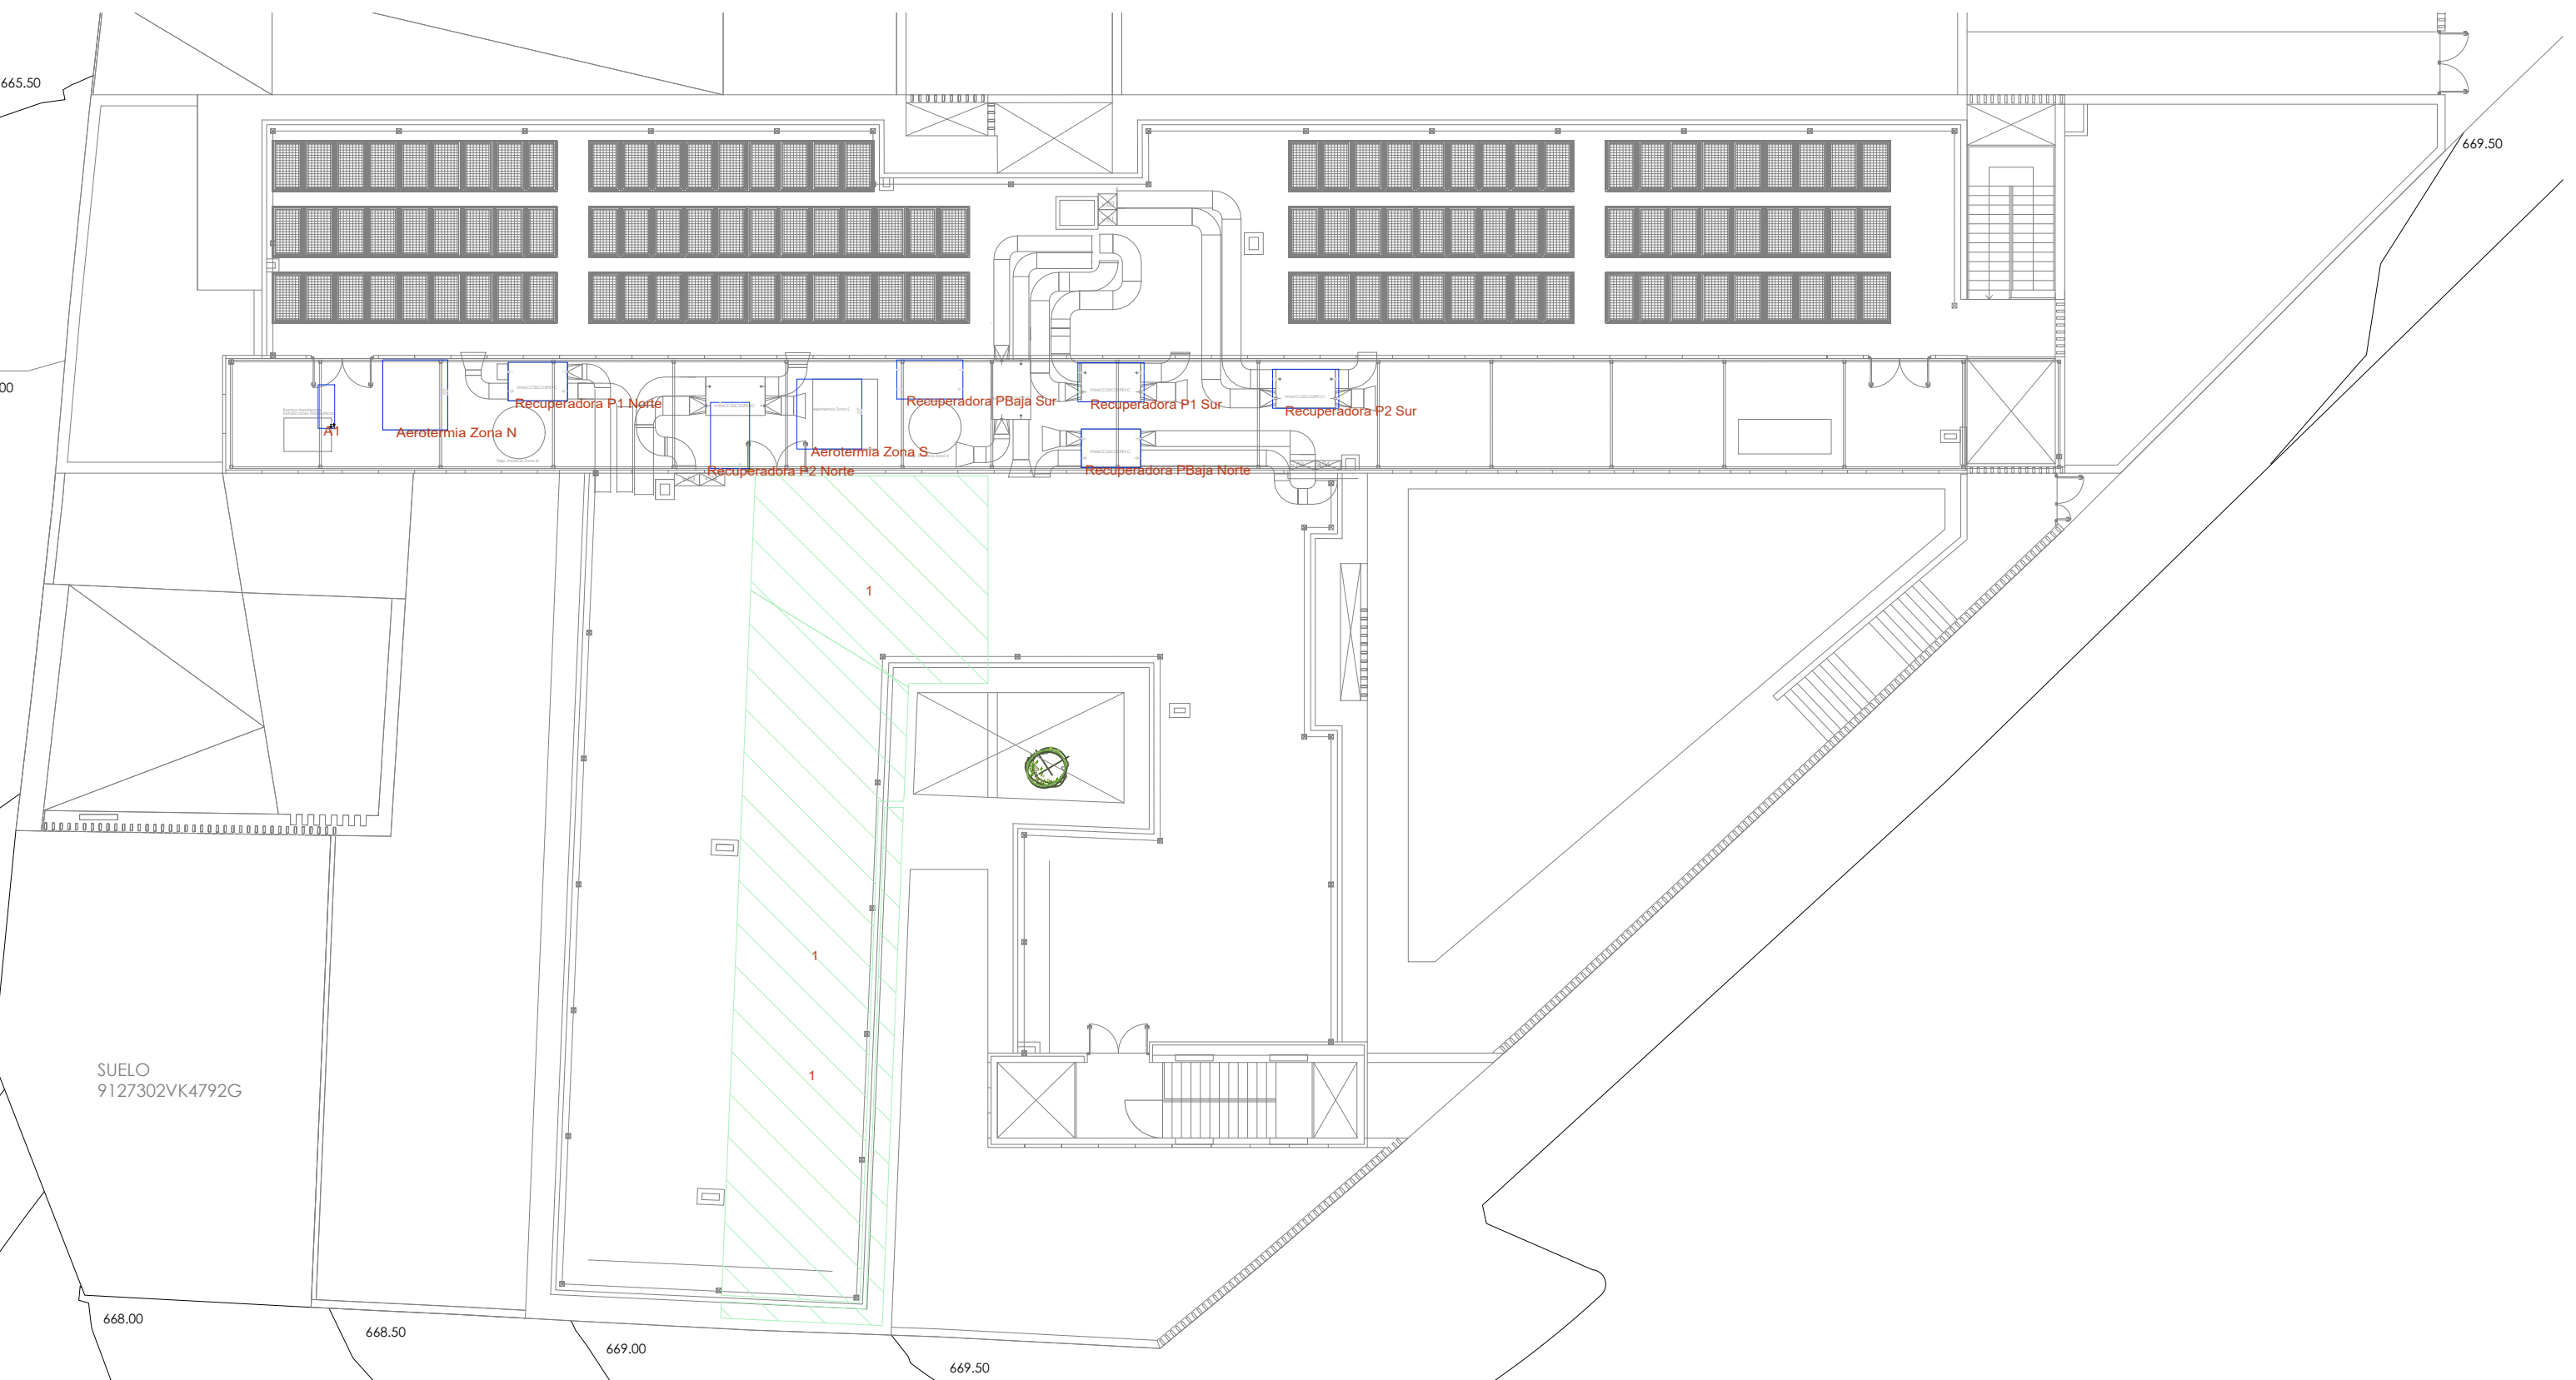 665.50
669.50
00
Recuperadora P1 Norte
Recuperadora PBaja Sur
Recuperadora P1 Sur
Recuperadora P2 Sur
A1
Aerotermia Zona N
Aerotermia Zona S
Recuperadora P2 Norte
Recuperadora PBaja Norte
1
1
1
SUELO
9127302VK4792G
668.00
668.50
669.00
669.50